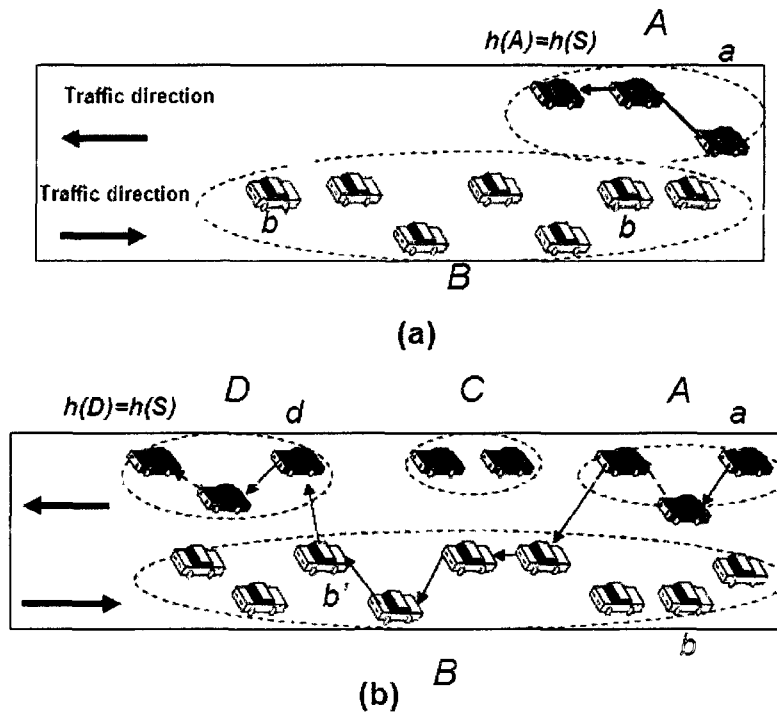 A
h(A)=h(S)
a
Traffic direction
Traffic direction
b
b
B
(a)
D
C
A
h(D)=h(S)
d
a
b'
b
B
(b)